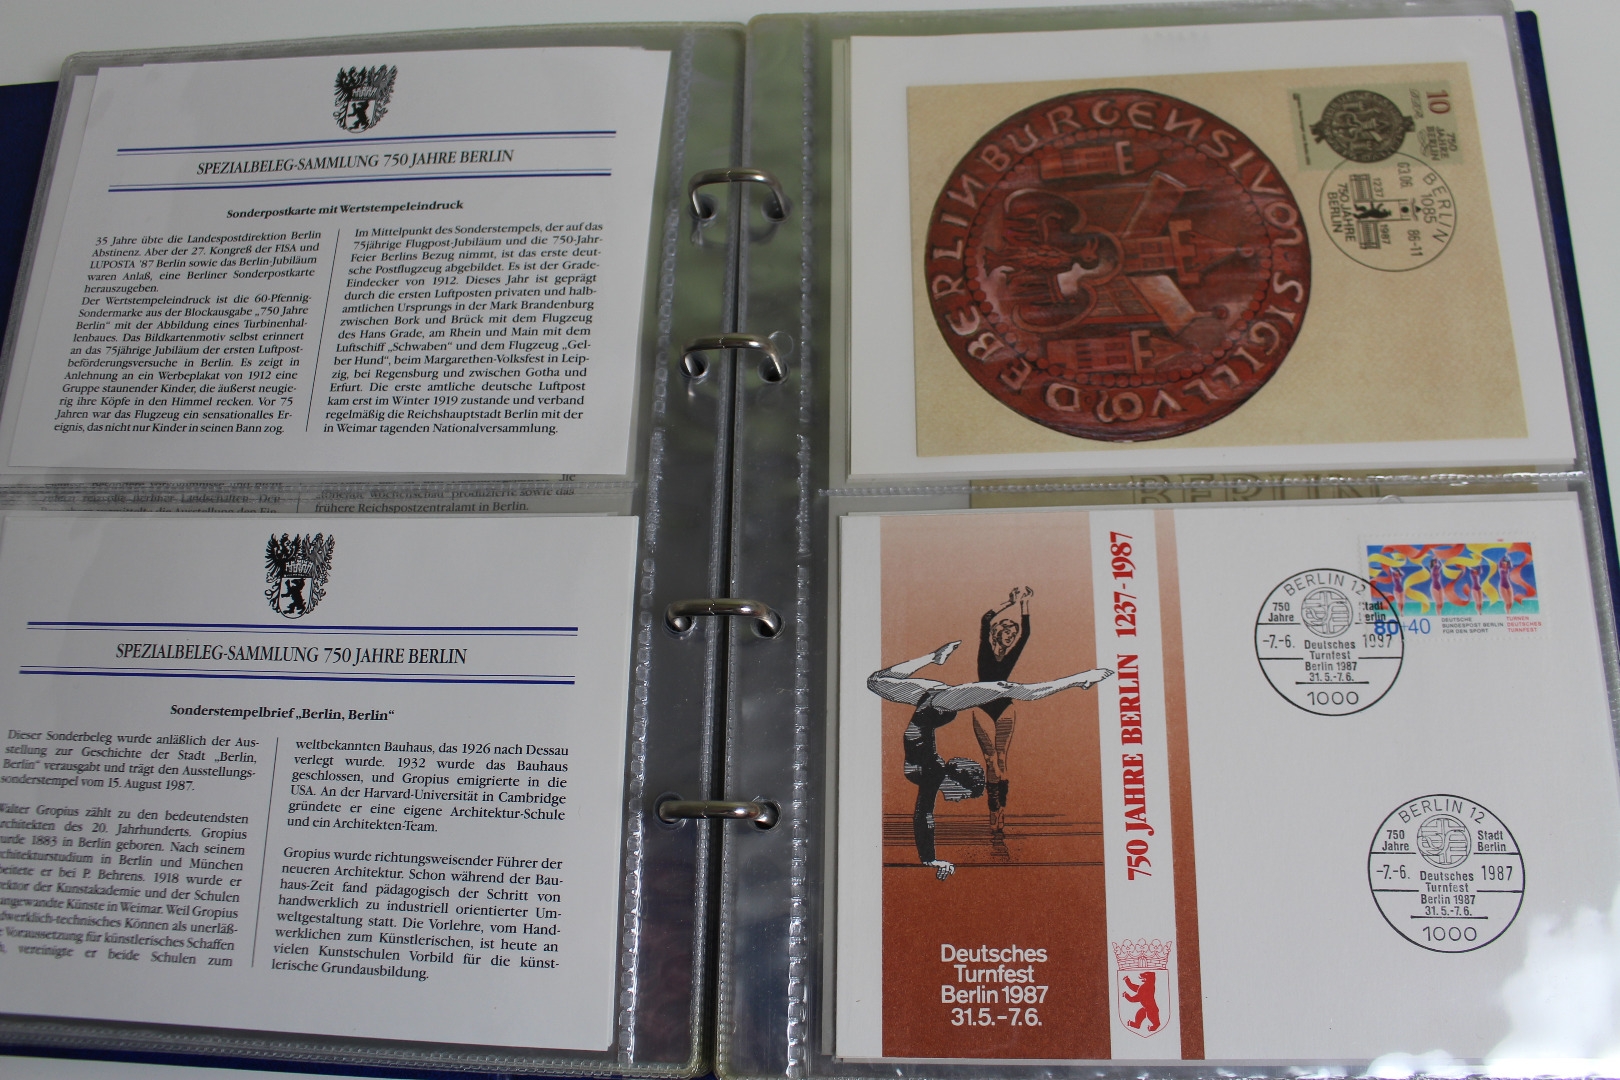 SPEZIALBELEG-SAMMLUNG 750 JAHRE BERLIN
Sonderpostkarte mit Wertstempeleindruck
35 Jahre übte die Landespostdirektion Berlin
Abstinenz. Aber der 27. Kongreß der FISA und
LUPOSTA '87 Berlin sowie das Berlin-Jubiläum
waren Anlaß, eine Berliner Sonderpostkarte
herauszugeben.
Der Wertstempeleindruck ist die 60-Pfennig-
Sondermarke aus der Blockausgabe „750 Jahre
Berlin“ mit der Abbildung eines Turbinenhal-
lenbaues. Das Bildkartenmotiv selbst erinnert
an das 75jährige Jubiläum der ersten Luftpost-
beförderungsversuche in Berlin. Es zeigt in
Anlehnung an ein Werbeplakat von 1912 eine
Gruppe staunender Kinder, die äußerst neugie-
rig ihre Köpfe in den Himmel recken. Vor 75
Jahren war das Flugzeug ein sensationelles Er-
eignis, das nicht nur Kinder in seinen Bann zog.
Im Mittelpunkt des Sonderstempels, der auf das
75jährige Flugpost-Jubiläum und die 750-Jahr-
Feier Berlins Bezug nimmt, ist das erste deut-
sche Postflugzeug abgebildet. Es ist der Grade-
Eindecker von 1912. Dieses Jahr ist geprägt
durch die ersten Luftposten privaten und halb-
amtlichen Ursprungs in der Mark Brandenburg
zwischen Bork und Brück mit dem Flugzeug
des Hans Grade, am Rhein und Main mit dem
Luftschiff „Schwaben“ und dem Flugzeug „Gel-
ber Hund“, beim Margarethen-Volksfest in Leip-
zig, bei Regensburg und zwischen Gotha und
Erfurt. Die erste amtliche deutsche Luftpost
kam erst im Winter 1919 zustande und verband
regelmäßig die Reichshauptstadt Berlin mit der
in Weimar tagenden Nationalversammlung.
frühere Reichspostzentralamt in Berlin.
SPEZIALBELEG-SAMMLUNG 750 JAHRE BERLIN
Sonderstempelbrief „Berlin, Berlin“
Dieser Sonderbeleg wurde anläßlich der Aus-
stellung zur Geschichte der Stadt „Berlin,
Berlin“ verausgabt und trägt den Ausstellungs-
sonderstempel vom 15. August 1987.
Walter Gropius zählt zu den bedeutendsten
Architekten des 20. Jahrhunderts. Gropius
wurde 1883 in Berlin geboren. Nach seinem
Architekturstudium in Berlin und München
er bei P. Behrens. 1918 wurde er
der Kunstakademie und der Schulen
angewandte Künste in Weimar. Weil Gropius
Können als unerläß-
Voraussetzung für künstlerisches Schaffen
vereinigte er beide Schulen zum
weltbekannten Bauhaus, das 1926 nach Dessau
verlegt wurde. 1932 wurde das Bauhaus
geschlossen, und Gropius emigrierte in die
USA. An der Harvard-Universität in Cambridge
gründete er eine eigene Architektur-Schule
und ein Architekten-Team.
Gropius wurde richtungsweisender Führer der
neueren Architektur. Schon während der Bau-
haus-Zeit fand pädagogisch der Schritt von
handwerklich zu industriell orientierter Um-
weltgestaltung statt. Die Vorlehre, vom Hand-
werklichen zum Künstlerischen, ist heute an
vielen Kunstschulen Vorbild für die künst-
lerische Grundausbildung.
SIGILLVM DE BERLIN BURGENSIVM
10
750
JAHRE
BERLIN
BERLIN
1085
1237
1987
750 JAHRE
BERLIN
BERLIN
Deutsches
Turnfest
Berlin 1987
31.5.-7.6.
750 JAHRE BERLIN 1237-1987
80+40
DEUTSCHE
BUNDESPOST BERLIN
FÜR DEN SPORT
TURNEN
DEUTSCHES
TURNFEST
BERLIN 12
750
Jahre
Stadt
Berlin
-7.-6.
1987
Deutsches
Turnfest
Berlin 1987
31.5.-7.6.
1000
BERLIN 12
750
Jahre
Stadt
Berlin
-7.-6.
1987
Deutsches
Turnfest
Berlin 1987
31.5.-7.6.
1000